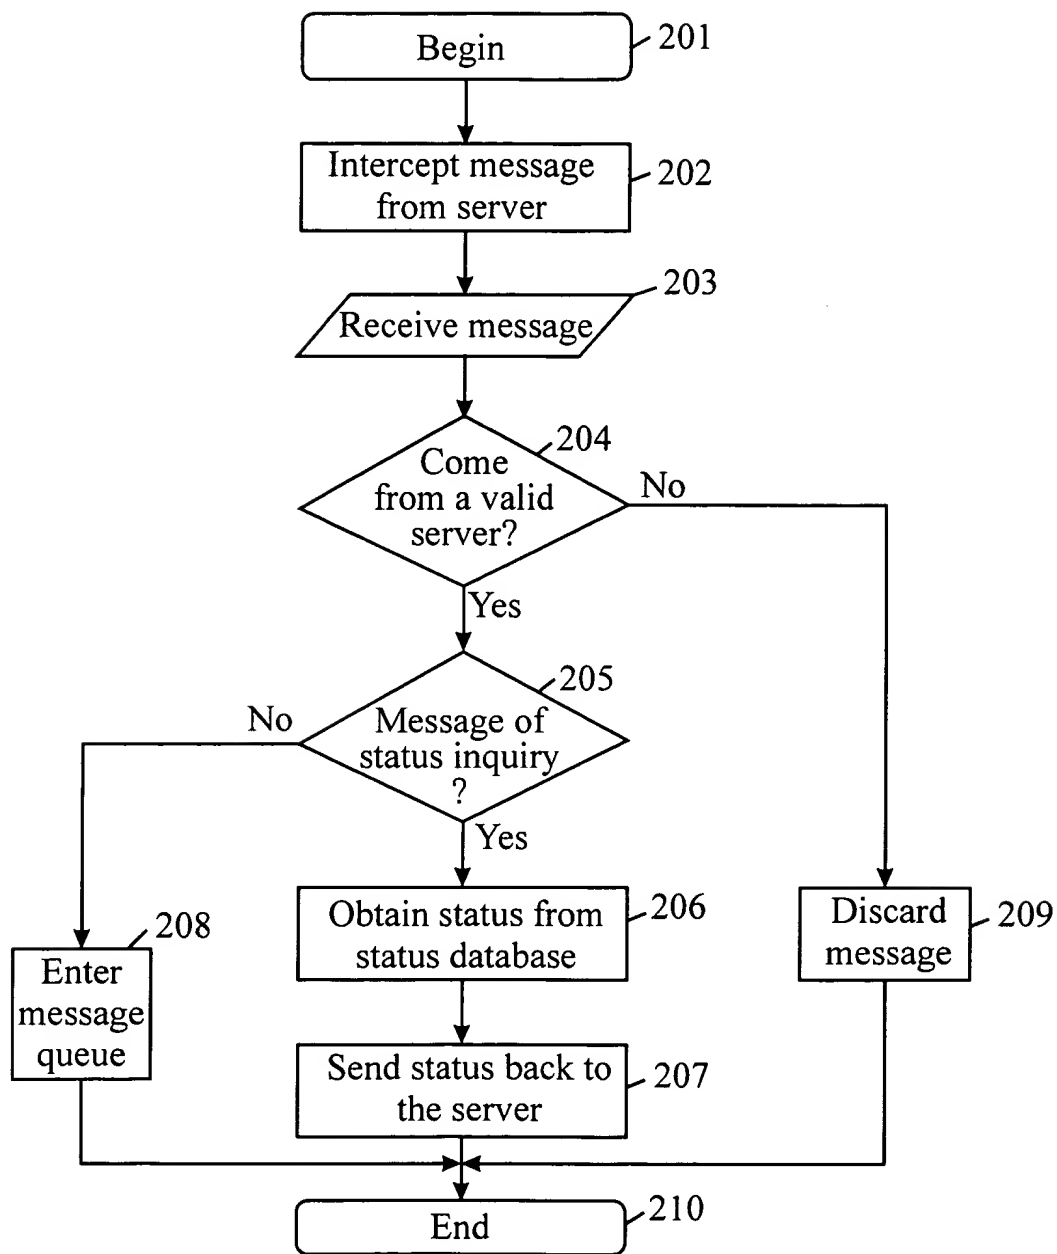 Begin
201
Intercept message
from server
202
203
Receive message
204
Come
from a valid
server?
No
Yes
205
No
Message of
status inquiry
?
Yes
Obtain status from
status database
206
Discard
message
209
208
Enter
message
queue
Send status back to
the server
207
End
210